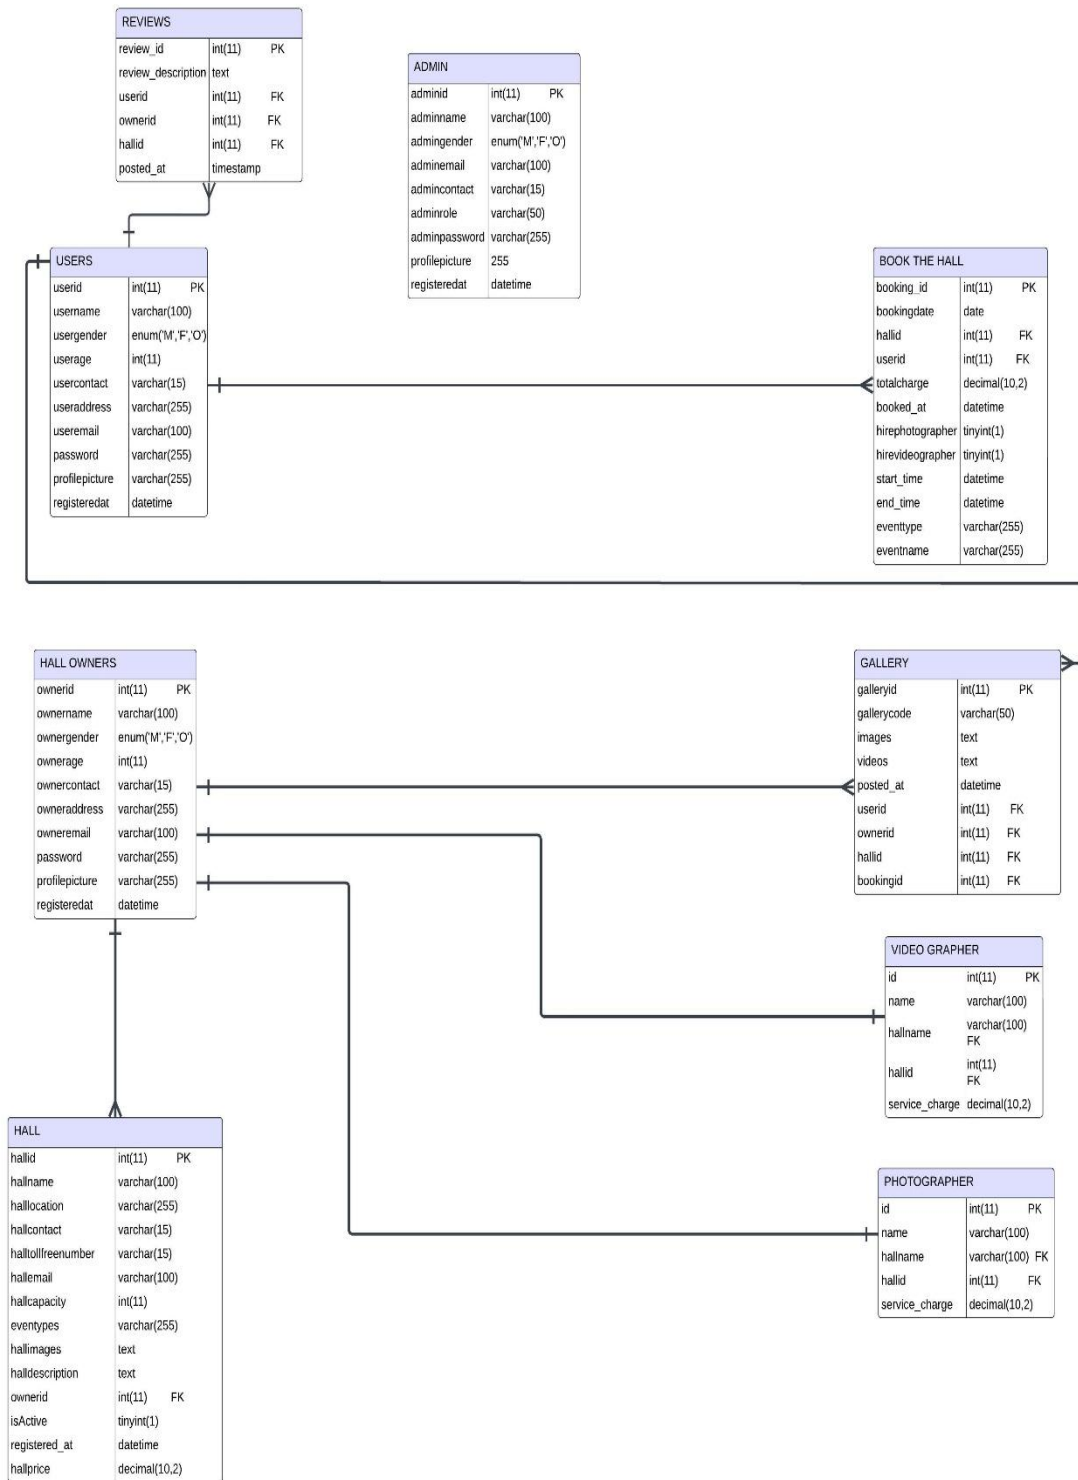 REVIEWS
review_id int(11) PK
review_description text
userid int(11) FK
ownerid int(11) FK
hallid int(11) FK
posted_at timestamp
ADMIN
adminid int(11) PK
adminname varchar(100)
admingender enum('M','F','O')
adminemail varchar(100)
admincontact varchar(15)
adminrole varchar(50)
adminpassword varchar(255)
profilepicture 255
registeredat datetime
USERS
userid int(11) PK
username varchar(100)
usergender enum('M','F','O')
userage int(11)
usercontact varchar(15)
useraddress varchar(255)
useremail varchar(100)
password varchar(255)
profilepicture varchar(255)
registeredat datetime
BOOK THE HALL
booking_id int(11) PK
bookingdate date
hallid int(11) FK
userid int(11) FK
totalcharge decimal(10,2)
booked_at datetime
hirephotographer tinyint(1)
hirevideographer tinyint(1)
start_time datetime
end_time datetime
eventtype varchar(255)
eventname varchar(255)
HALL OWNERS
ownerid int(11) PK
ownername varchar(100)
ownergender enum('M','F','O')
ownerage int(11)
ownercontact varchar(15)
owneraddress varchar(255)
owneremail varchar(100)
password varchar(255)
profilepicture varchar(255)
registeredat datetime
GALLERY
galleryid int(11) PK
gallerycode varchar(50)
images text
videos text
posted_at datetime
userid int(11) FK
ownerid int(11) FK
hallid int(11) FK
bookingid int(11) FK
VIDEO GRAPHER
id int(11) PK
name varchar(100)
hallname varchar(100)
FK
hallid int(11)
FK
service_charge decimal(10,2)
HALL
hallid int(11) PK
hallname varchar(100)
halllocation varchar(255)
hallcontact varchar(15)
halltollfreenumber varchar(15)
hallemail varchar(100)
hallcapacity int(11)
eventypes varchar(255)
hallimages text
halldescription text
ownerid int(11) FK
isActive tinyint(1)
registered_at datetime
hallprice decimal(10,2)
PHOTOGRAPHER
id int(11) PK
name varchar(100)
hallname varchar(100) FK
hallid int(11) FK
service_charge decimal(10,2)